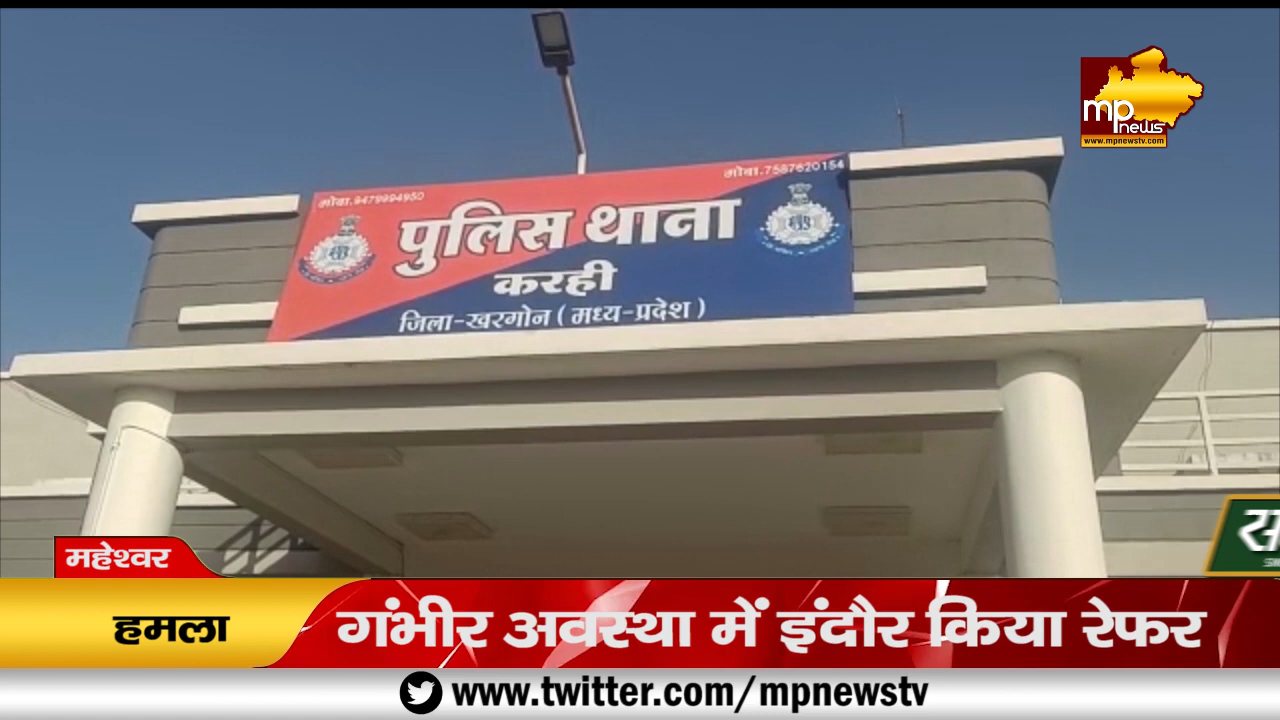 mp news
www.mpnewstv.com
मोबा.9479994950
मोबा.7587620154
पुलिस थाना
करही
जिला-खरगोन ( मध्य-प्रदेश )
स
महेश्वर
हमला
गंभीर अवस्था में इंदौर किया रेफर
www.twitter.com/mpnewstv